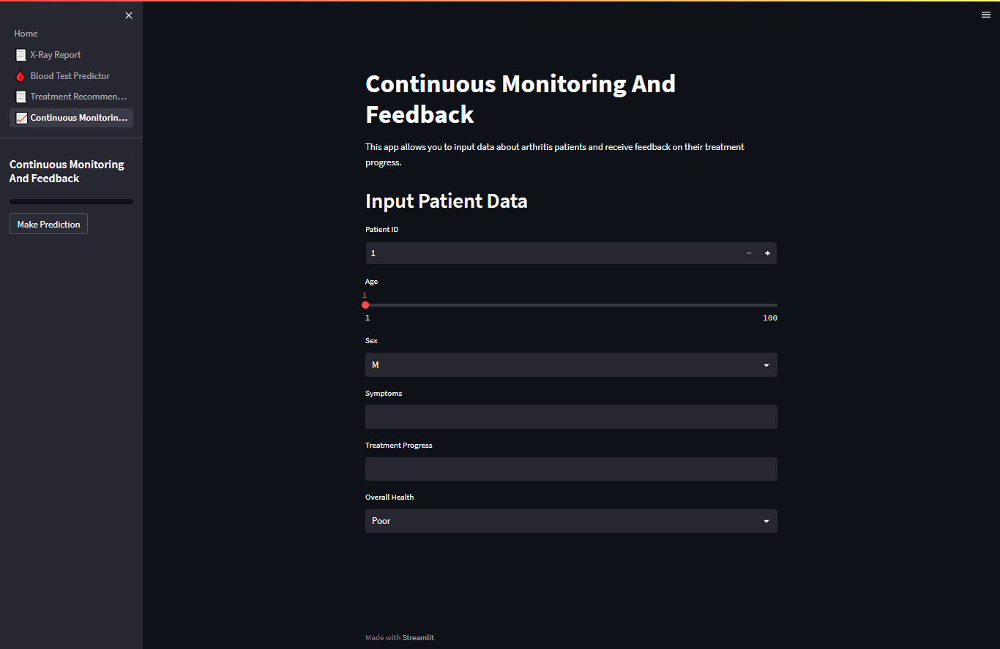 Home
X-Ray Report
Blood Test Predictor
Treatment Recommen...
Continuous Monitorin...
Continuous Monitoring
And Feedback
Make Prediction
Continuous Monitoring And
Feedback
This app allows you to input data about arthritis patients and receive feedback on their treatment
progress.
Input Patient Data
Patient ID
1
Age
1
1 100
Sex
M
Symptoms
Treatment Progress
Overall Health
Poor
Made with Streamlit